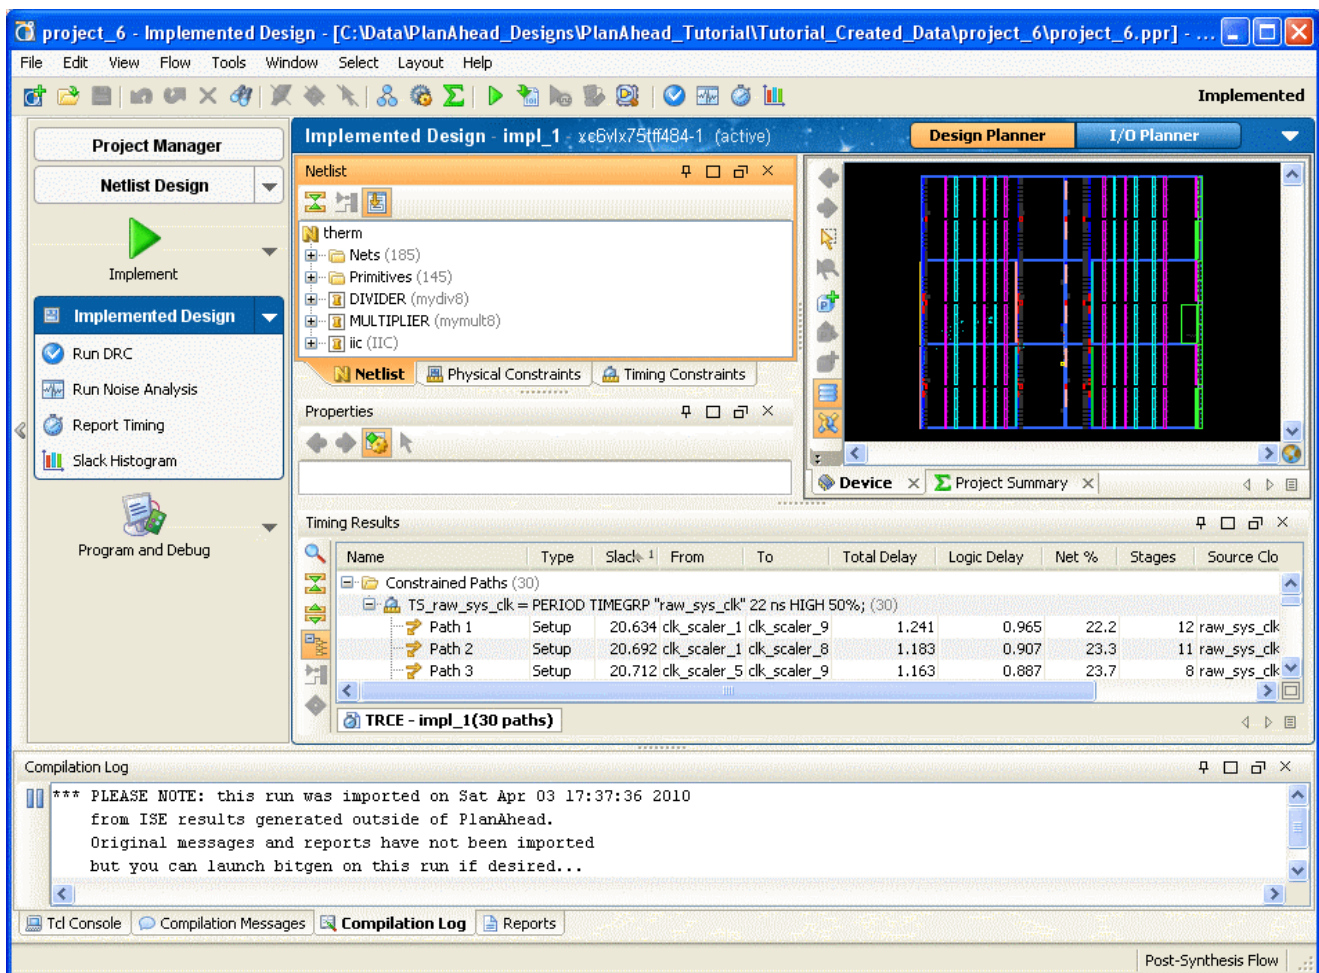 project_6 - Implemented Design - [C:\Data\PlanAhead_Designs\PlanAhead_Tutorial\Tutorial_Created_Data\project_6\project_6.ppr] - ...
File Edit View Flow Tools Window Select Layout Help
Implemented
Project Manager
Netlist Design
Implement
Implemented Design
Run DRC
Run Noise Analysis
Report Timing
Slack Histogram
Program and Debug
Implemented Design - impl_1 - xc6vlx75tff484-1 (active)
Design Planner
I/O Planner
Netlist
therm
Nets (185)
Primitives (145)
DIVIDER (mydiv8)
MULTIPLIER (mymult8)
iic (IIC)
Netlist Physical Constraints Timing Constraints
Properties
Device Project Summary
Timing Results
Name Type Slack 1 From To Total Delay Logic Delay Net % Stages Source Clo
Constrained Paths (30)
TS_raw_sys_clk = PERIOD TIMEGRP "raw_sys_clk" 22 ns HIGH 50%; (30)
Path 1 Setup 20.634 clk_scaler_1 clk_scaler_9 1.241 0.965 22.2 12 raw_sys_clk
Path 2 Setup 20.692 clk_scaler_1 clk_scaler_8 1.183 0.907 23.3 11 raw_sys_clk
Path 3 Setup 20.712 clk_scaler_5 clk_scaler_9 1.163 0.887 23.7 8 raw_sys_clk
TRCE - impl_1(30 paths)
Compilation Log
*** PLEASE NOTE: this run was imported on Sat Apr 03 17:37:36 2010
from ISE results generated outside of PlanAhead.
Original messages and reports have not been imported
but you can launch bitgen on this run if desired...
Tcl Console Compilation Messages Compilation Log Reports
Post-Synthesis Flow